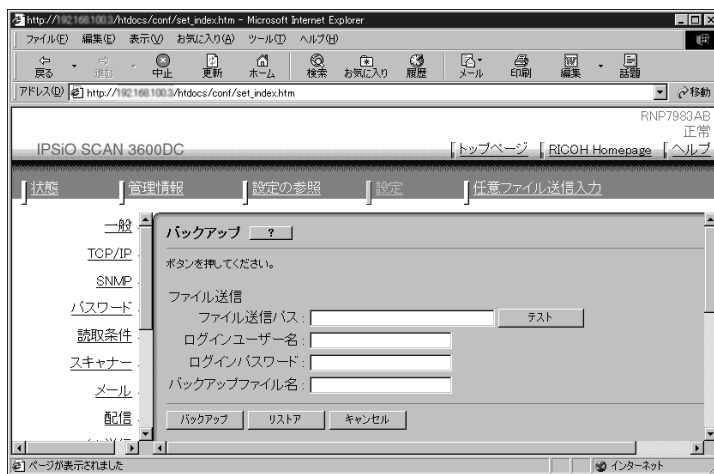 http://192.168.100.3/htdocs/conf/set_index.htm - Microsoft Internet Explorer
ファイル(F) 編集(E) 表示(V) お気に入り(A) ツール(T) ヘルプ(H)
戻る 進む 中止 更新 ホーム 検索 お気に入り 履歴 メール 印刷 編集 話題
アドレス(D) http://192.168.100.3/htdocs/conf/set_index.htm 移動
RNP7983AB
正常
IPSiO SCAN 3600DC トップページ RICOH Homepage ヘルプ
状態 管理情報 設定の参照 設定 任意ファイル送信入力
一般
TCP/IP
SNMP
パスワード
読取条件
スキャナー
メール
配信
バックアップ ?
ボタンを押してください。
ファイル送信
ファイル送信パス : テスト
ログインユーザー名 :
ログインパスワード :
バックアップファイル名 :
バックアップ リストア キャンセル
ページが表示されました インターネット